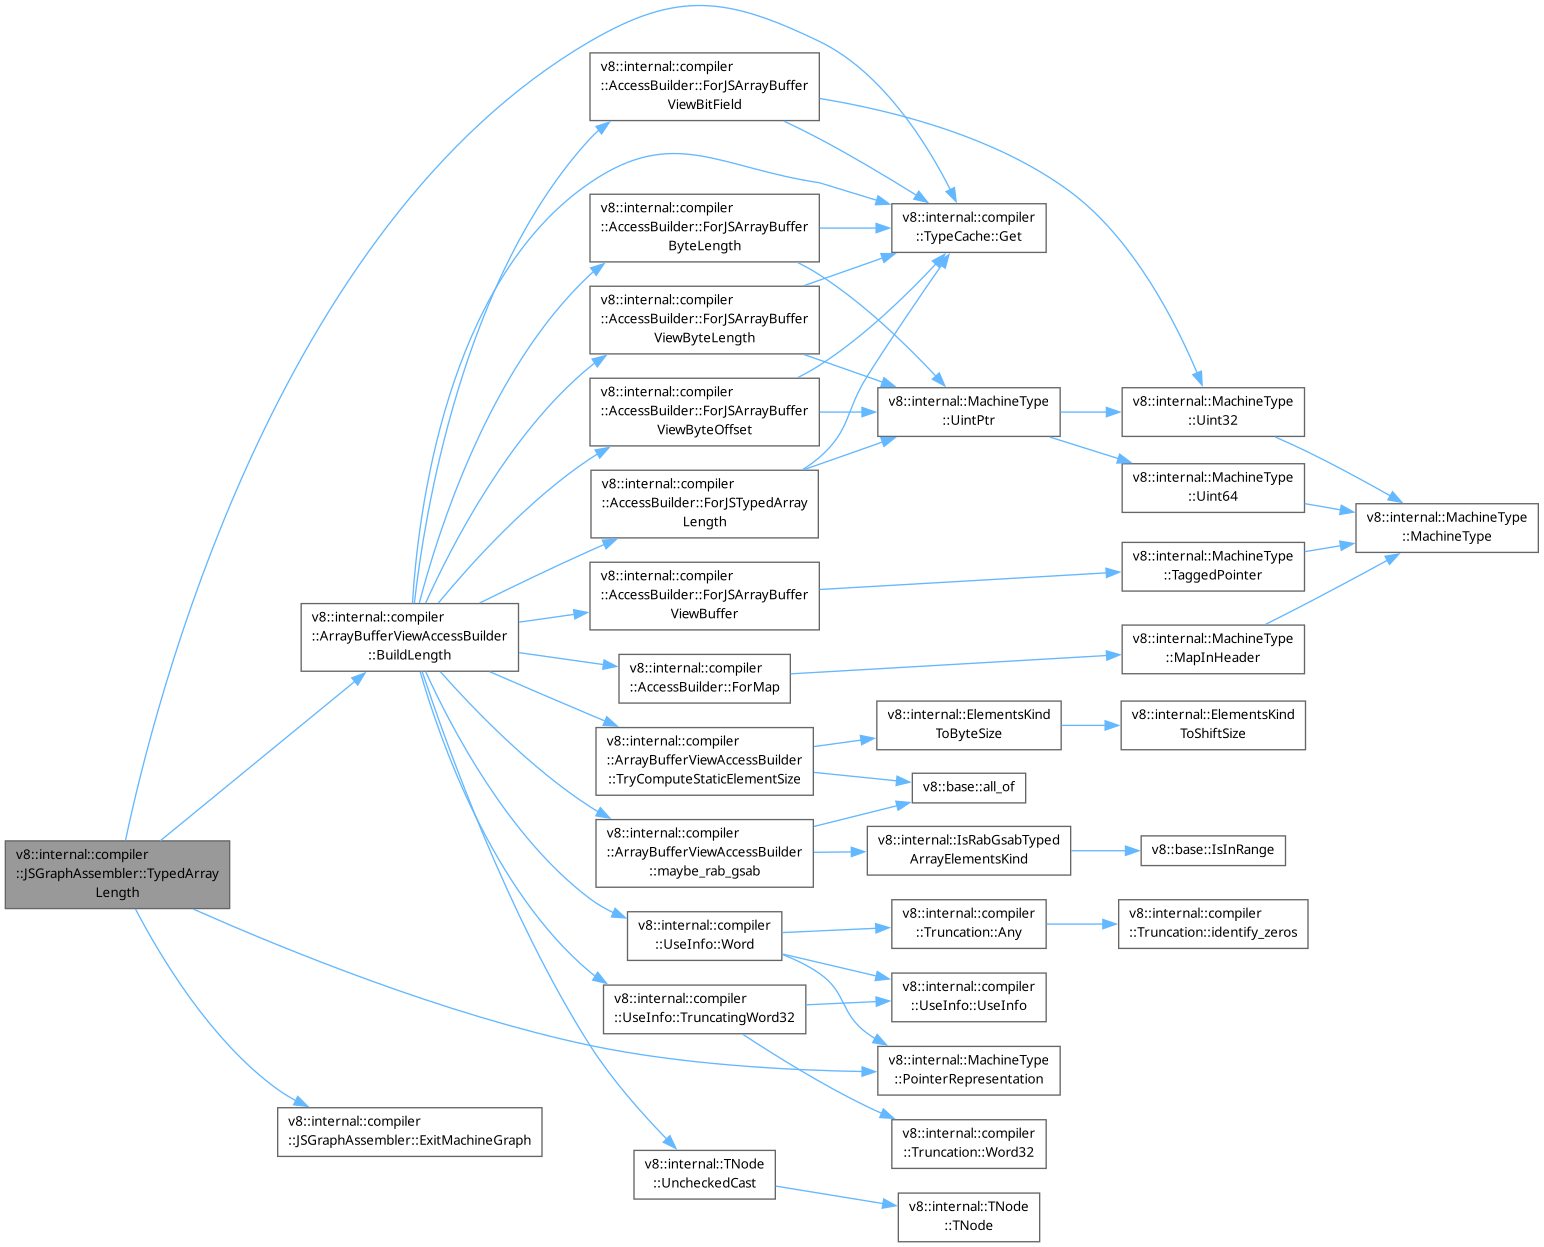 v8::internal::compiler
::JSGraphAssembler::TypedArray
Length
v8::internal::compiler
::ArrayBufferViewAccessBuilder
::BuildLength
v8::internal::compiler
::JSGraphAssembler::ExitMachineGraph
v8::internal::compiler
::AccessBuilder::ForJSArrayBuffer
ViewBitField
v8::internal::compiler
::AccessBuilder::ForJSArrayBuffer
ByteLength
v8::internal::compiler
::AccessBuilder::ForJSArrayBuffer
ViewByteLength
v8::internal::compiler
::AccessBuilder::ForJSArrayBuffer
ViewByteOffset
v8::internal::compiler
::AccessBuilder::ForJSTypedArray
Length
v8::internal::compiler
::AccessBuilder::ForJSArrayBuffer
ViewBuffer
v8::internal::compiler
::AccessBuilder::ForMap
v8::internal::compiler
::ArrayBufferViewAccessBuilder
::TryComputeStaticElementSize
v8::internal::compiler
::ArrayBufferViewAccessBuilder
::maybe_rab_gsab
v8::internal::compiler
::UseInfo::Word
v8::internal::compiler
::UseInfo::TruncatingWord32
v8::internal::TNode
::UncheckedCast
v8::internal::compiler
::TypeCache::Get
v8::internal::MachineType
::UintPtr
v8::internal::ElementsKind
ToByteSize
v8::base::all_of
v8::internal::IsRabGsabTyped
ArrayElementsKind
v8::internal::compiler
::Truncation::Any
v8::internal::compiler
::UseInfo::UseInfo
v8::internal::MachineType
::PointerRepresentation
v8::internal::compiler
::Truncation::Word32
v8::internal::TNode
::TNode
v8::internal::MachineType
::Uint32
v8::internal::MachineType
::Uint64
v8::internal::MachineType
::TaggedPointer
v8::internal::MachineType
::MapInHeader
v8::internal::ElementsKind
ToShiftSize
v8::base::IsInRange
v8::internal::compiler
::Truncation::identify_zeros
v8::internal::MachineType
::MachineType